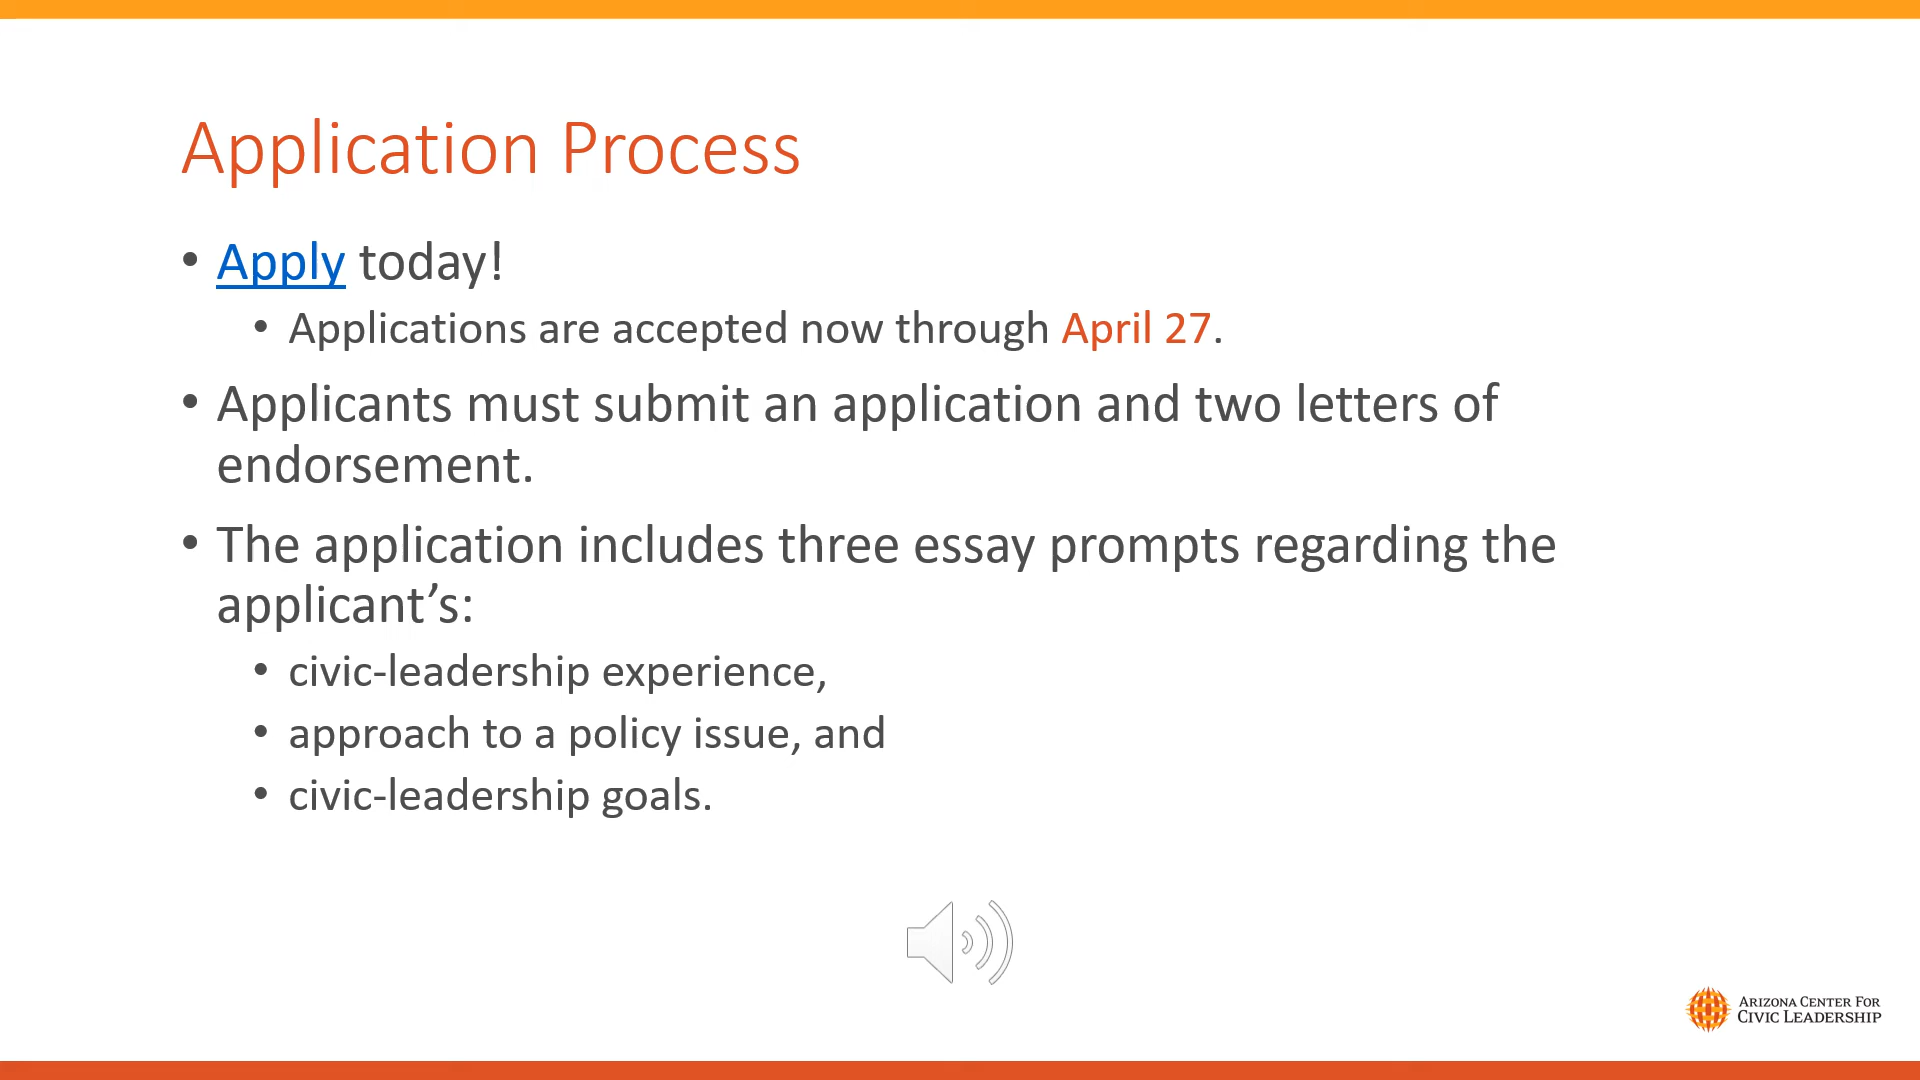 Application Process
• Apply today!
• Applications are accepted now through April 27.
• Applicants must submit an application and two letters of
endorsement.
• The application includes three essay prompts regarding the
applicant’s:
• civic-leadership experience,
• approach to a policy issue, and
• civic-leadership goals.
Arizona Center For
Civic Leadership